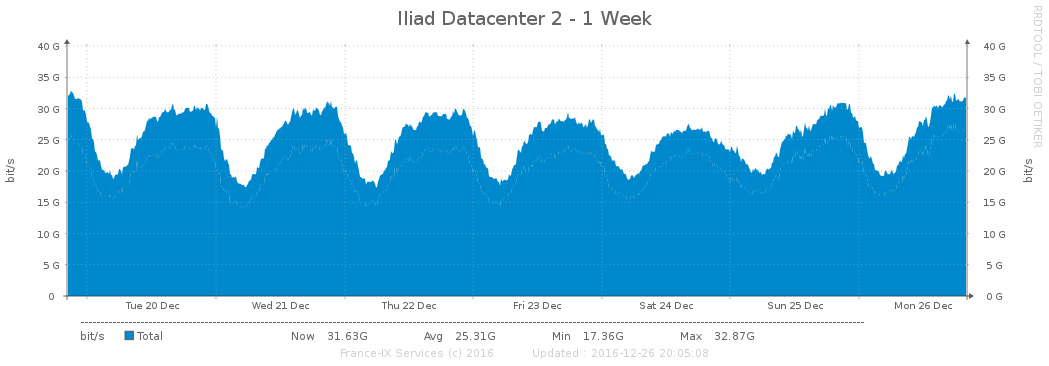 Iliad Datacenter 2 - 1 Week
RRDTOOL / TOBI OETIKER
40 G 40 G
35 G 35 G
30 G 30 G
25 G 25 G
20 G 20 G
15 G 15 G
10 G 10 G
5 G 5 G
0 0 G
bit/s bit/s
Tue 20 Dec Wed 21 Dec Thu 22 Dec Fri 23 Dec Sat 24 Dec Sun 25 Dec Mon 26 Dec
bit/s Total Now 31.63G Avg 25.31G Min 17.36G Max 32.87G
France-IX Services (c) 2016 Updated : 2016-12-26 20:05:08